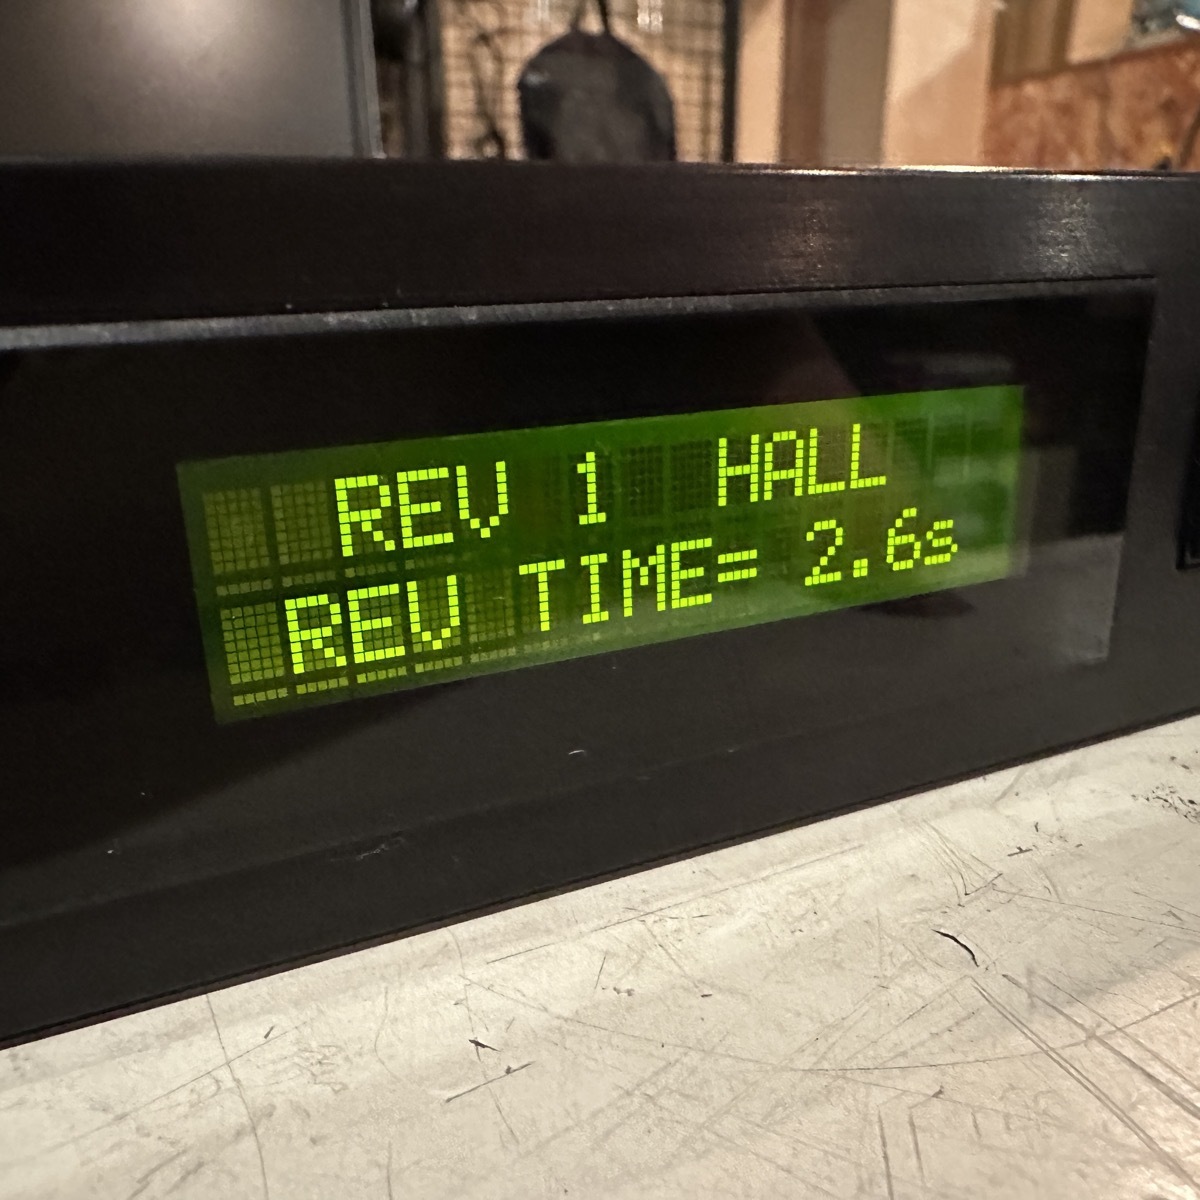 REV 1 HALL
REV TIME= 2.6s